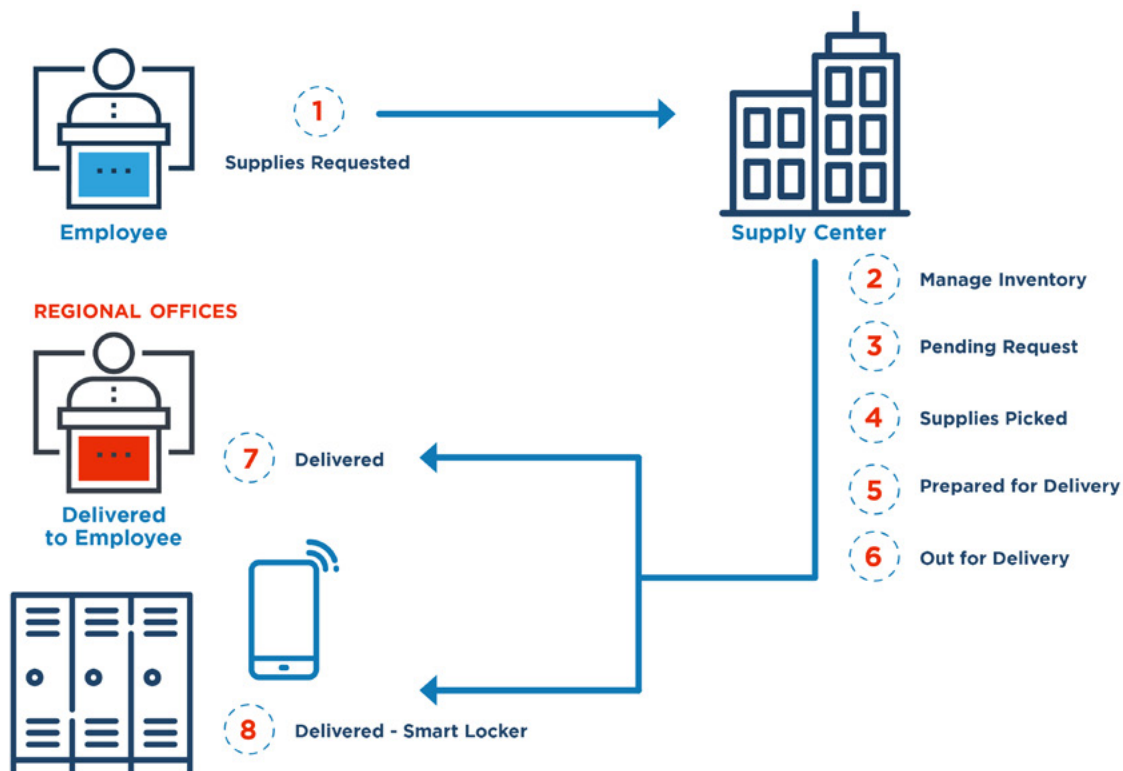 1
Supplies Requested
Employee
Supply Center
2
Manage Inventory
3
Pending Request
4
Supplies Picked
5
Prepared for Delivery
6
Out for Delivery
REGIONAL OFFICES
7
Delivered
Delivered
to Employee
8
Delivered - Smart Locker